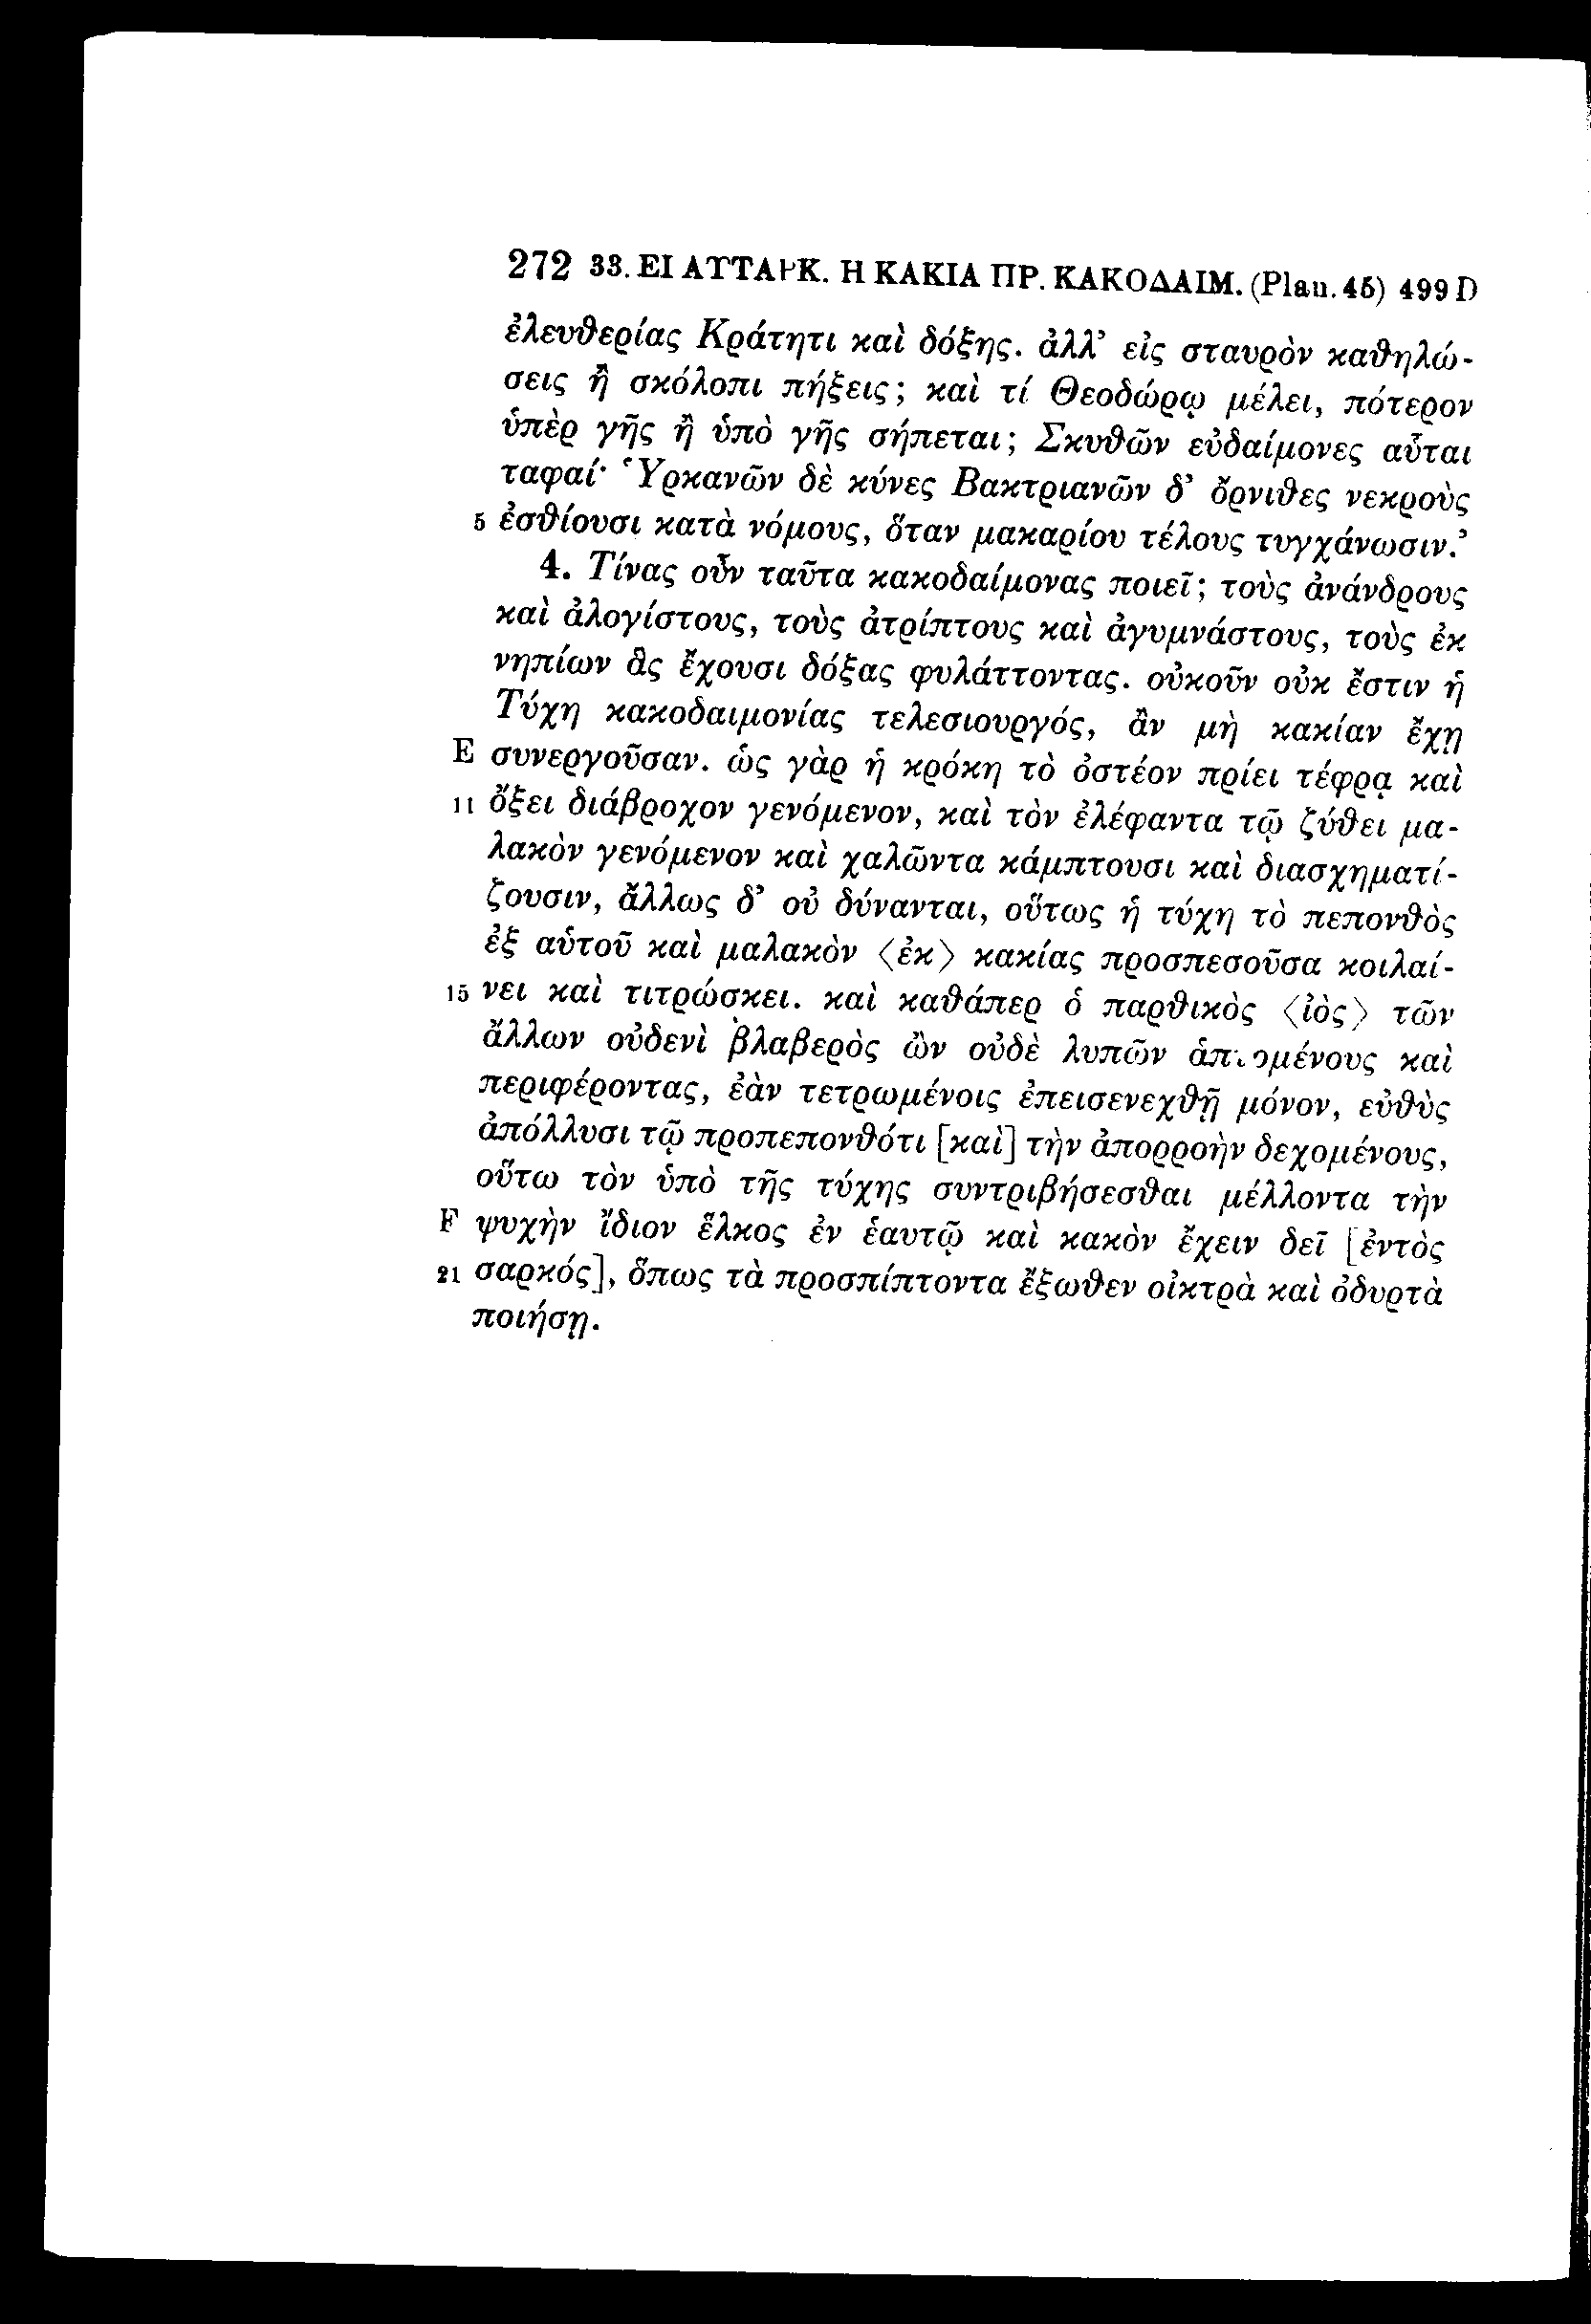 272 33. ΕΙ ΑΥΤΑΡΚ. Η ΚΑΚΙΑ ΠΡ. ΚΑΚΟΔΑΙΜ. (Plan. 45) 499 D
ἐλευθερίας Κράτητι καὶ δόξης. ἀλλ’ εἰς σταυρὸν καθηλώ-
σεις ἢ σκόλοπι πήξεις; καὶ τί Θεοδώρῳ μέλει, πότερον
ὑπὲρ γῆς ἢ ὑπὸ γῆς σήπεται; Σκυθῶν εὐδαίμονες αὗται
ταφαί· Ὑρκανῶν δὲ κύνες Βακτριανῶν δ’ ὄρνιθες νεκροὺς
5 ἐσθίουσι κατὰ νόμους, ὅταν μακαρίου τέλους τυγχάνωσιν.’
4. Τίνας οὖν ταῦτα κακοδαίμονας ποιεῖ; τοὺς ἀνάνδρους
καὶ ἀλογίστους, τοὺς ἀτρίπτους καὶ ἀγυμνάστους, τοὺς ἐκ
νηπίων ἃς ἔχουσι δόξας φυλάττοντας. οὐκοῦν οὐκ ἔστιν ἡ
Τύχη κακοδαιμονίας τελεσιουργός, ἂν μὴ κακίαν ἔχῃ
E συνεργοῦσαν. ὡς γὰρ ἡ κρόκη τὸ ὀστέον πρίει τέφρᾳ καὶ
11 ὄξει διάβροχον γενόμενον, καὶ τὸν ἐλέφαντα τῷ ζύθει μα-
λακὸν γενόμενον καὶ χαλῶντα κάμπτουσι καὶ διασχηματί-
ζουσιν, ἄλλως δ’ οὐ δύνανται, οὕτως ἡ τύχη τὸ πεπονθὸς
ἐξ αὑτοῦ καὶ μαλακὸν 〈ἐκ〉 κακίας προσπεσοῦσα κοιλαί-
15 νει καὶ τιτρώσκει. καὶ καθάπερ ὁ παρθικὸς 〈ἰὸς〉 τῶν
ἄλλων οὐδενὶ βλαβερὸς ὢν οὐδὲ λυπῶν ἁπτομένους καὶ
περιφέροντας, ἐὰν τετρωμένοις ἐπεισενεχθῇ μόνον, εὐθὺς
ἀπόλλυσι τῷ προπεπονθότι [καὶ] τὴν ἀπορροὴν δεχομένους,
οὕτω τὸν ὑπὸ τῆς τύχης συντριβήσεσθαι μέλλοντα τὴν
F ψυχὴν ἴδιον ἕλκος ἐν ἑαυτῷ καὶ κακὸν ἔχειν δεῖ [ἐντὸς
21 σαρκός], ὅπως τὰ προσπίπτοντα ἔξωθεν οἰκτρὰ καὶ ὀδυρτὰ
ποιήσῃ.